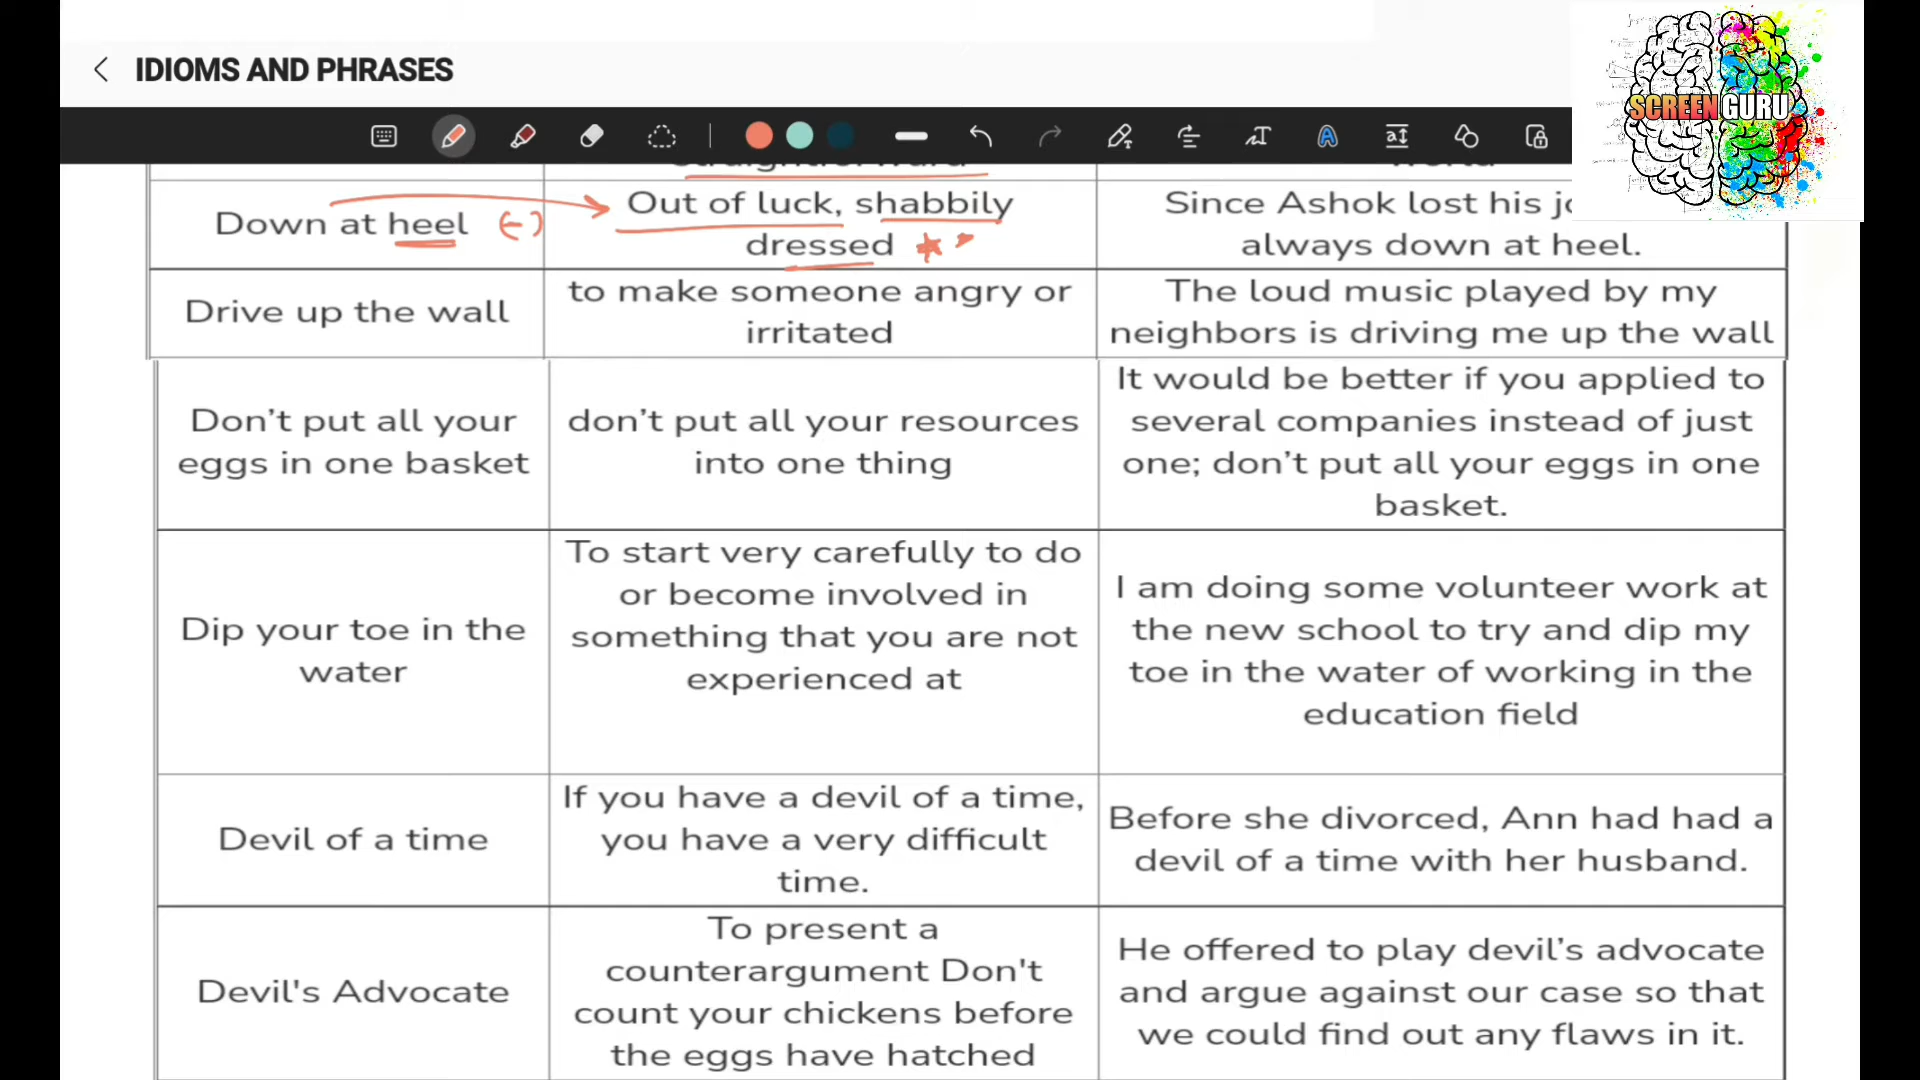 IDIOMS AND PHRASES
SCREEN GURU
Down at heel (-)
Out of luck, shabbily
dressed
Since Ashok lost his
always down at heel.
Drive up the wall
to make someone angry or
irritated
The loud music played by my
neighbors is driving me up the wall
Don't put all your
eggs in one basket
don't put all your resources
into one thing
It would be better if you applied to
several companies instead of just
one; don't put all your eggs in one
basket.
Dip your toe in the
water
To start very carefully to do
or become involved in
something that you are not
experienced at
I am doing some volunteer work at
the new school to try and dip my
toe in the water of working in the
education field
Devil of a time
If you have a devil of a time,
you have a very difficult
time.
Before she divorced, Ann had had a
devil of a time with her husband.
Devil's Advocate
To present a
counterargument Don't
count your chickens before
the eggs have hatched
He offered to play devil's advocate
and argue against our case so that
we could find out any flaws in it.